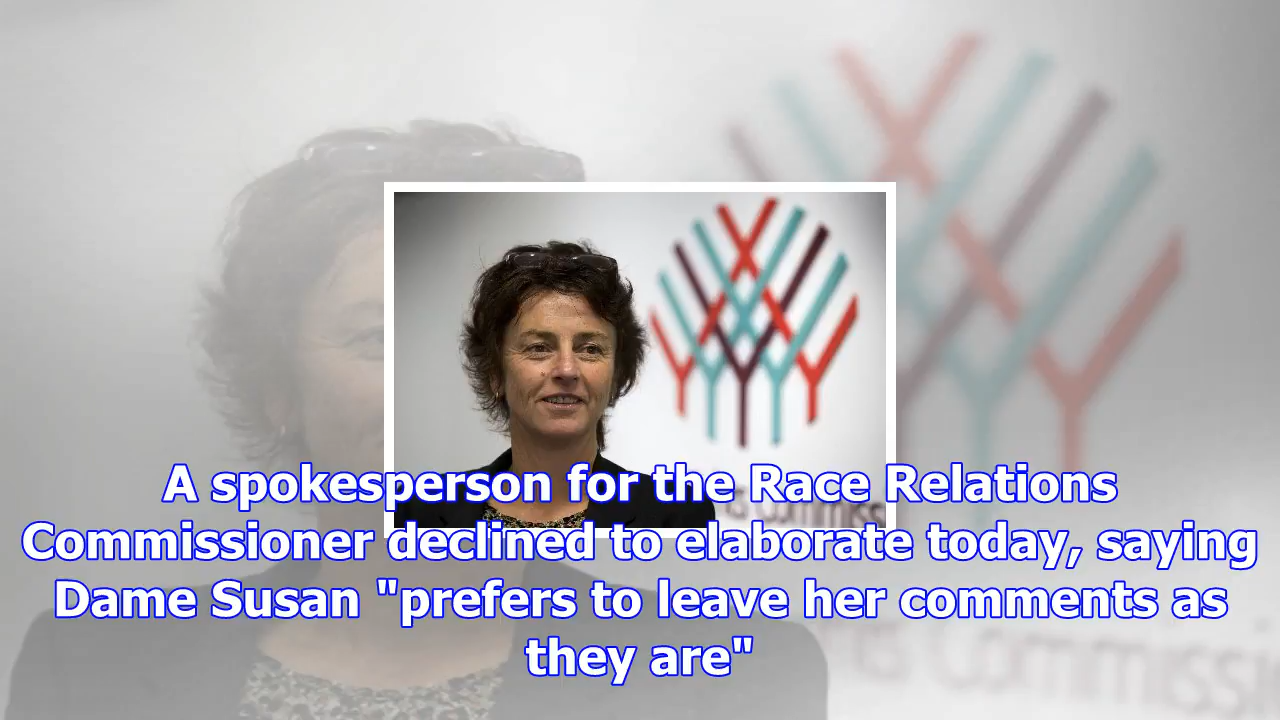 A spokesperson for the Race Relations
Commissioner declined to elaborate today, saying
Dame Susan "prefers to leave her comments as
they are"